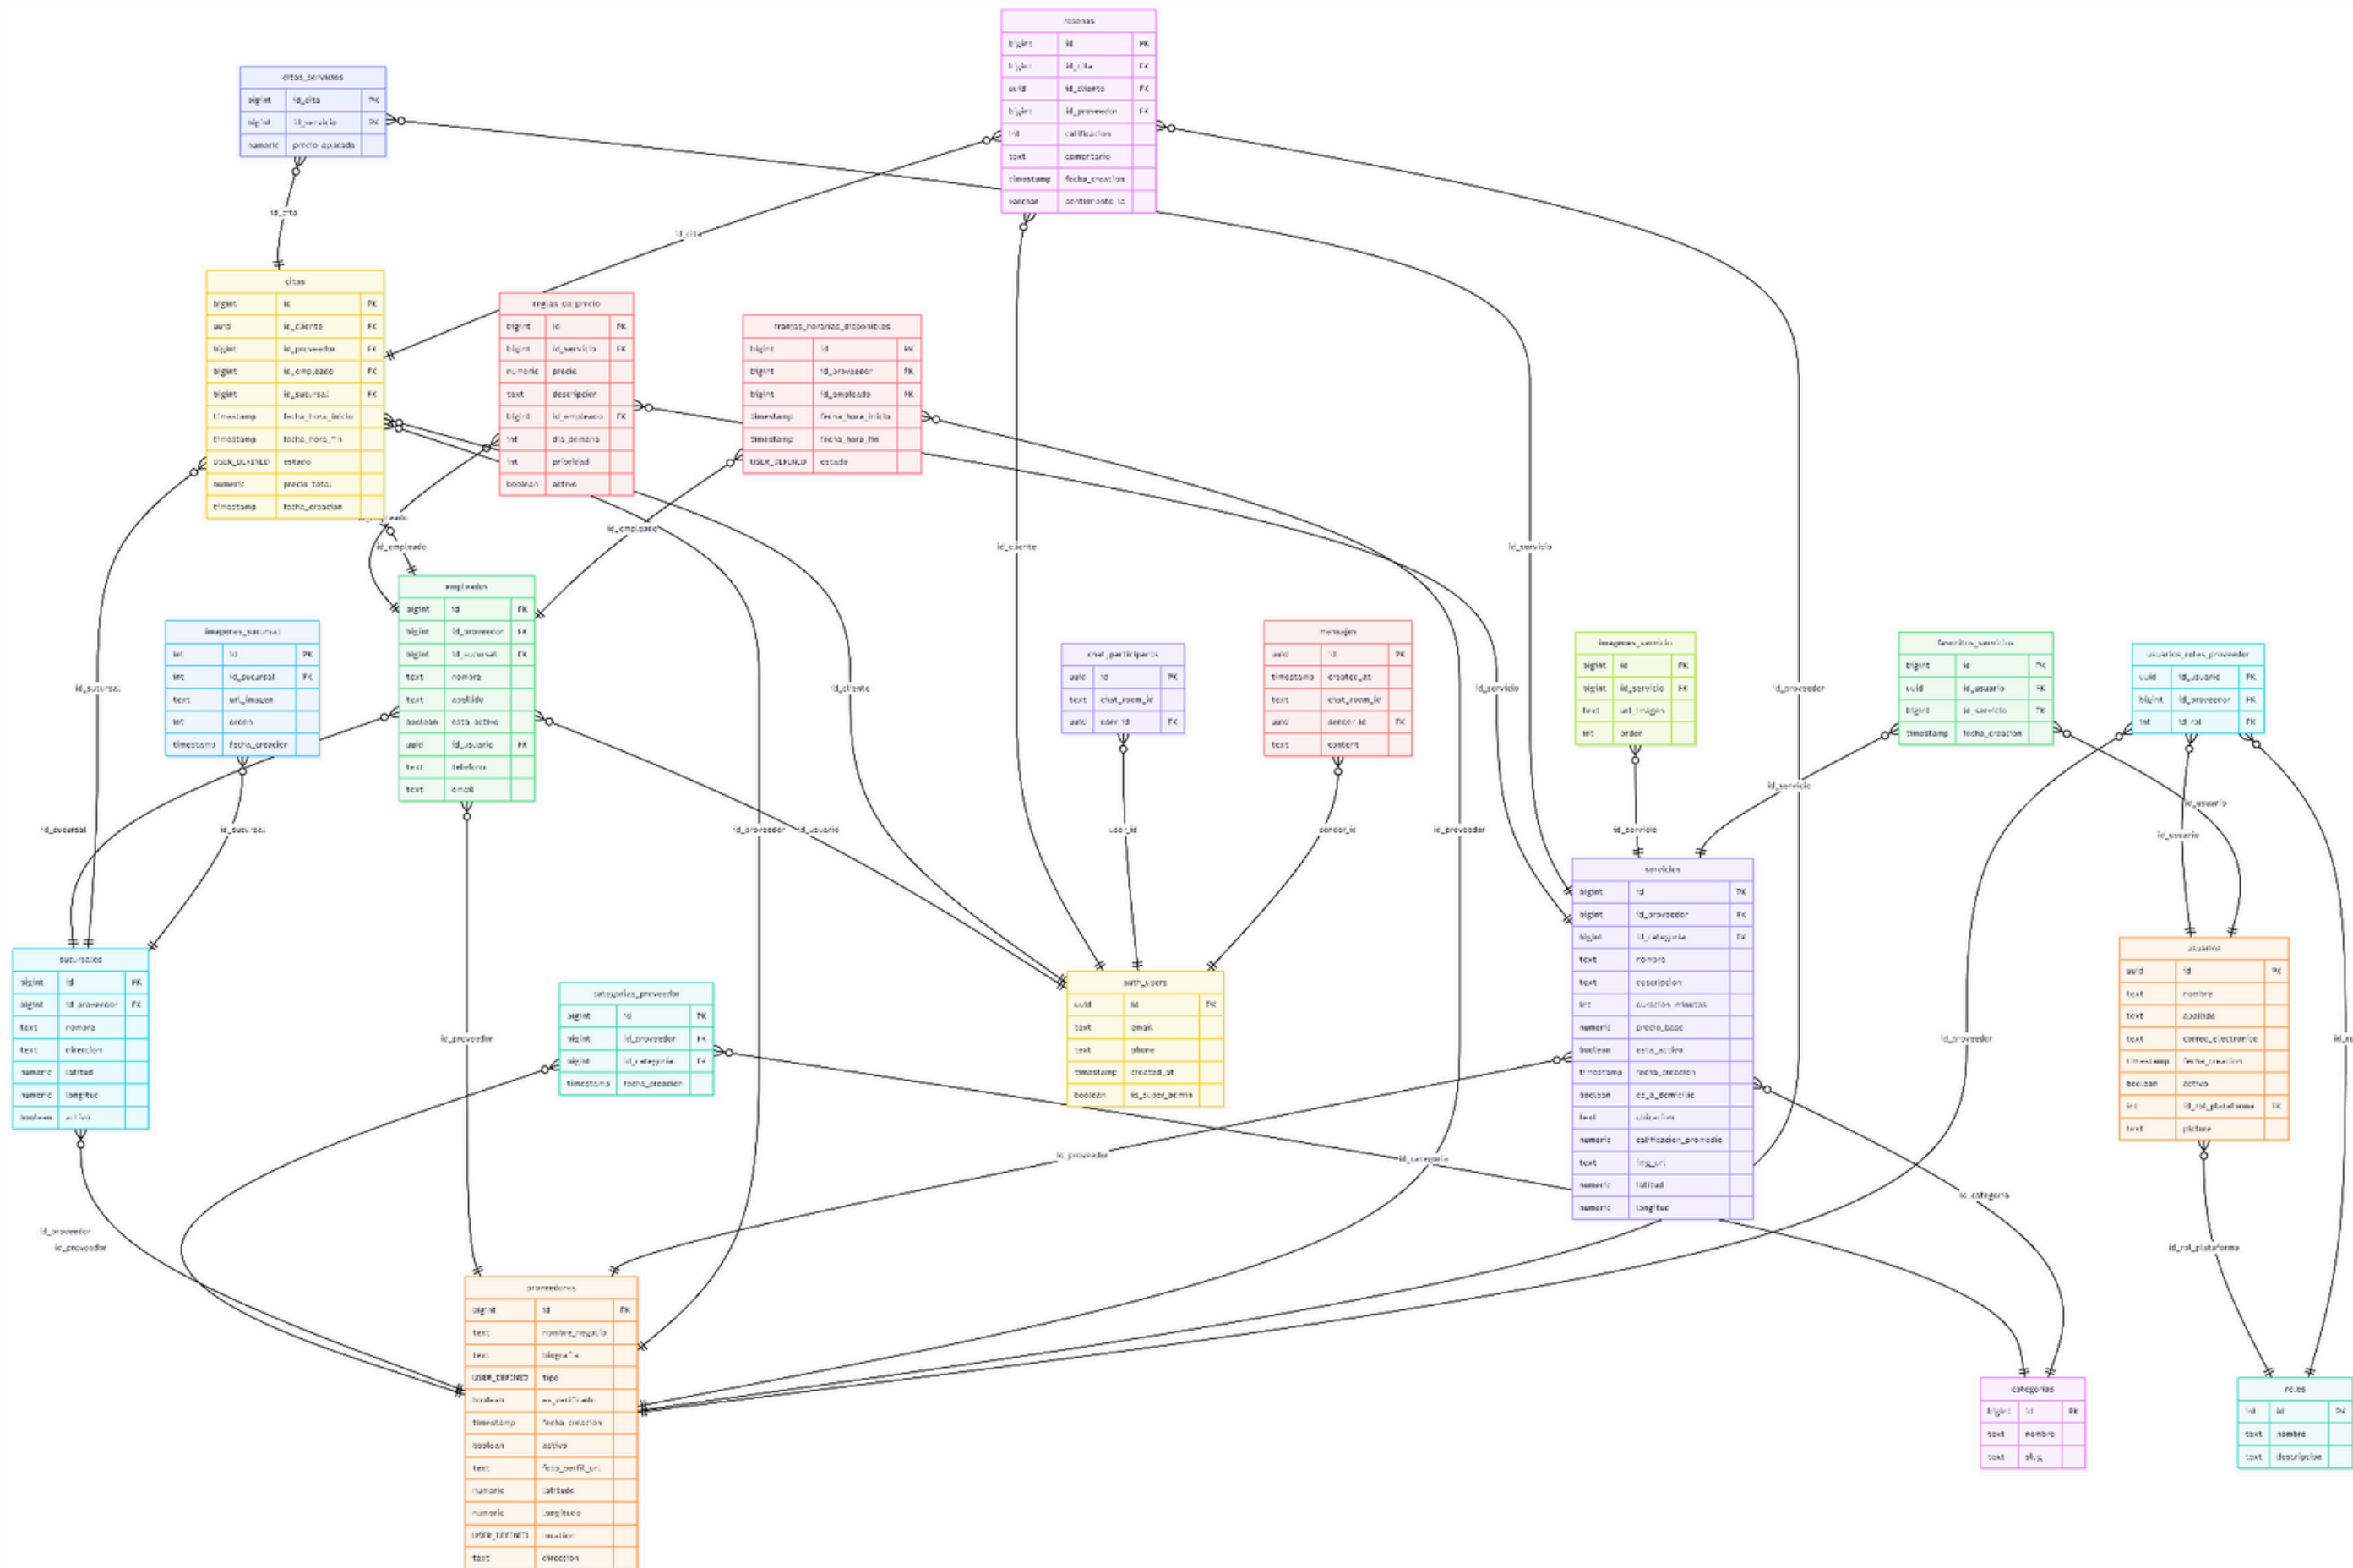 resenas
bigint id PK
bigint id_cita FK
uuid id_cliente FK
bigint id_proveedor FK
int calificacion
text comentario
timestamp fecha_creacion
varchar sentimiento_ia
citas_servicios
bigint id_cita PK
bigint id_servicio PK
numeric precio_aplicado
id_cita
id_cita
citas
bigint id PK
uuid id_cliente FK
bigint id_proveedor FK
bigint id_empleado FK
bigint id_sucursal FK
timestamp fecha_hora_inicio
timestamp fecha_hora_fin
USER_DEFINED estado
numeric precio_total
timestamp fecha_creacion
reglas_de_precio
bigint id PK
bigint id_servicio FK
numeric precio
text descripcion
bigint id_empleado FK
int dia_semana
int prioridad
boolean activo
franjas_horarias_disponibles
bigint id PK
bigint id_proveedor FK
bigint id_empleado FK
timestamp fecha_hora_inicio
timestamp fecha_hora_fin
USER_DEFINED estado
id_empleado
id_empleado
id_cliente
id_servicio
empleados
bigint id PK
bigint id_proveedor FK
bigint id_sucursal FK
text nombre
text apellido
boolean esta_activo
uuid id_usuario FK
text telefono
text email
imagenes_sucursal
int id PK
int id_sucursal FK
text url_imagen
int orden
timestamp fecha_creacion
chat_participants
uuid id PK
text chat_room_id
uuid user_id FK
mensajes
uuid id PK
timestamp created_at
text chat_room_id
uuid sender_id FK
text content
imagenes_servicio
bigint id PK
bigint id_servicio FK
text url_imagen
int order
favoritos_servicios
bigint id PK
uuid id_usuario FK
bigint id_servicio FK
timestamp fecha_creacion
usuarios_roles_proveedor
uuid id_usuario FK
bigint id_proveedor FK
int id_rol FK
id_sucursal
id_cliente
id_servicio
id_proveedor
id_servicio
id_usuario
id_usuario
id_sucursal
id_sucursal
id_proveedor
id_usuario
user_id
sender_id
id_proveedor
id_servicio
servicios
bigint id PK
bigint id_proveedor FK
bigint id_categoria FK
text nombre
text descripcion
int duracion_minutos
numeric precio_base
boolean esta_activo
timestamp fecha_creacion
boolean es_a_domicilio
text ubicacion
numeric calificacion_promedio
text img_url
numeric latitud
numeric longitud
usuarios
uuid id PK
text nombre
text apellido
text correo_electronico
timestamp fecha_creacion
boolean activo
int id_rol_plataforma FK
text picture
sucursales
bigint id PK
bigint id_proveedor FK
text nombre
text direccion
numeric latitud
numeric longitud
boolean activo
categorias_proveedor
bigint id PK
bigint id_proveedor FK
bigint id_categoria FK
timestamp fecha_creacion
auth_users
uuid id PK
text email
text phone
timestamp created_at
boolean is_super_admin
id_proveedor
id_proveedor
id_proveedor
id_categoria
id_categoria
id_proveedor
id_proveedor
id_rol_plataforma
proveedores
bigint id PK
text nombre_negocio
text biografia
USER_DEFINED tipo
boolean es_verificado
timestamp fecha_creacion
boolean activo
text foto_perfil_url
numeric latitude
numeric longitude
USER_DEFINED location
text direccion
categorias
bigint id PK
text nombre
text slug
roles
int id PK
text nombre
text descripcion